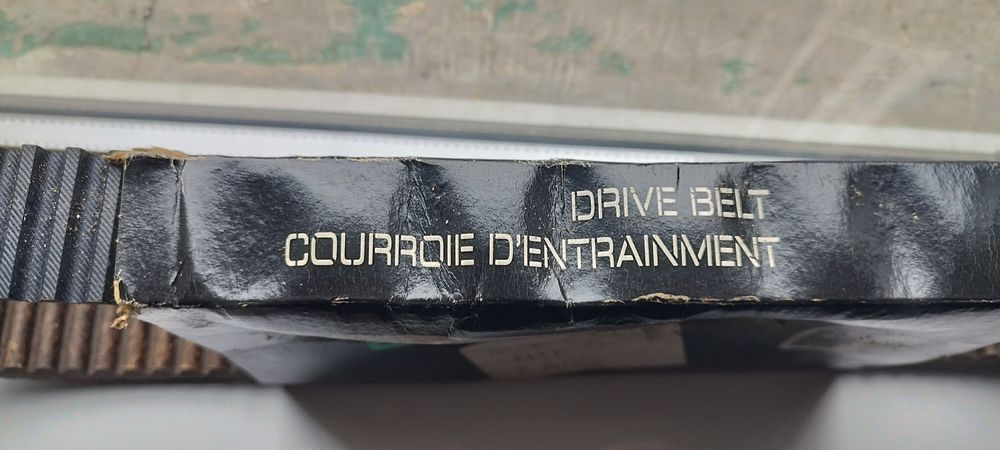 DRIVE BELT
COURROIE D'ENTRAINMENT